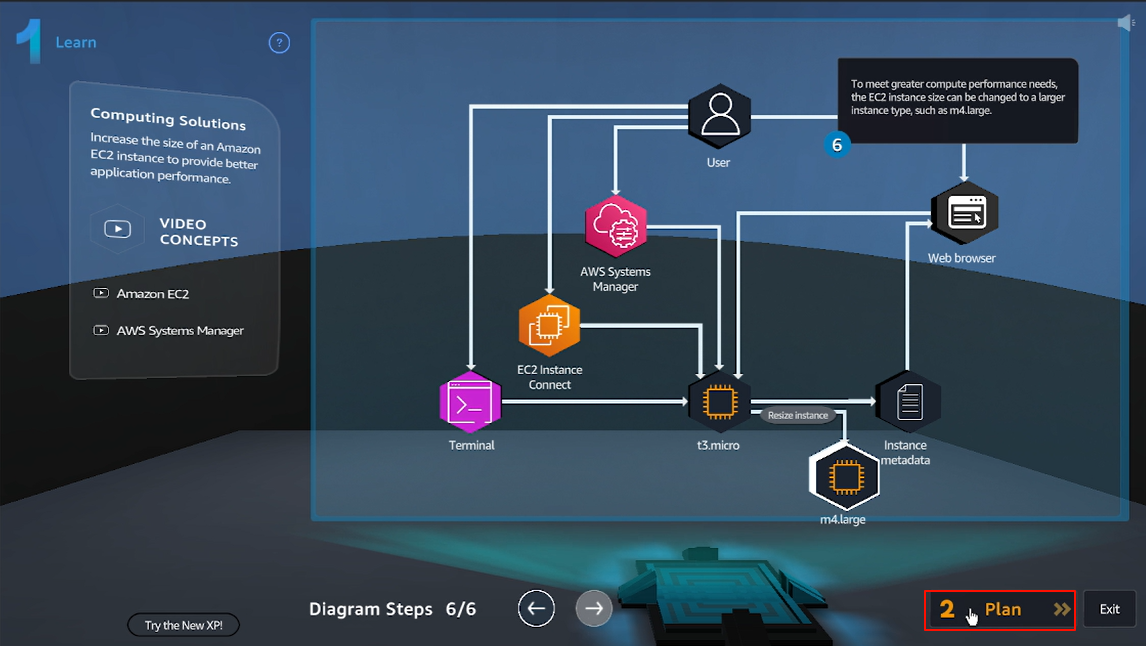 1 Learn
?
Computing Solutions
Increase the size of an Amazon
EC2 instance to provide better
application performance.
VIDEO
CONCEPTS
Amazon EC2
AWS Systems Manager
To meet greater compute performance needs,
the EC2 instance size can be changed to a larger
instance type, such as m4.large.
6
User
AWS Systems
Manager
Web browser
EC2 Instance
Connect
Terminal
t3.micro
Resize instance
Instance
metadata
m4.large
Diagram Steps 6/6
2 Plan
Exit
Try the New XP!